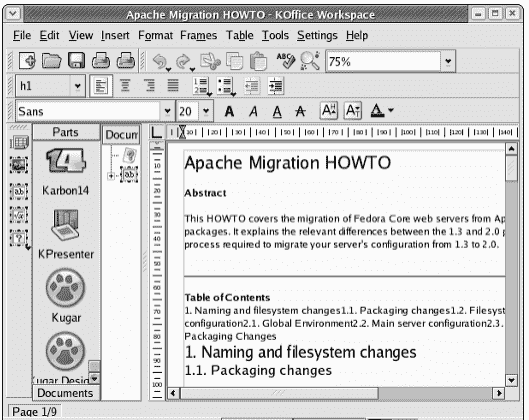 Apache Migration HOWTO - KOffice Workspace
File Edit View Insert Format Frames Table Tools Settings Help
75%
h1
Sans 20
Parts
Docum
Karbon14
KPresenter
Kugar
Kugar Desig
Documents
Apache Migration HOWTO
Abstract
This HOWTO covers the migration of Fedora Core web servers from Ap
packages. It explains the relevant differences between the 1.3 and 2.0 p
process required to migrate your server's configuration from 1.3 to 2.0.
Table of Contents
1. Naming and filesystem changes1.1. Packaging changes1.2. Filesyst
configuration2.1. Global Environment2.2. Main server configuration2.3.
Packaging Changes
1. Naming and filesystem changes
1.1. Packaging changes
Page 1/9